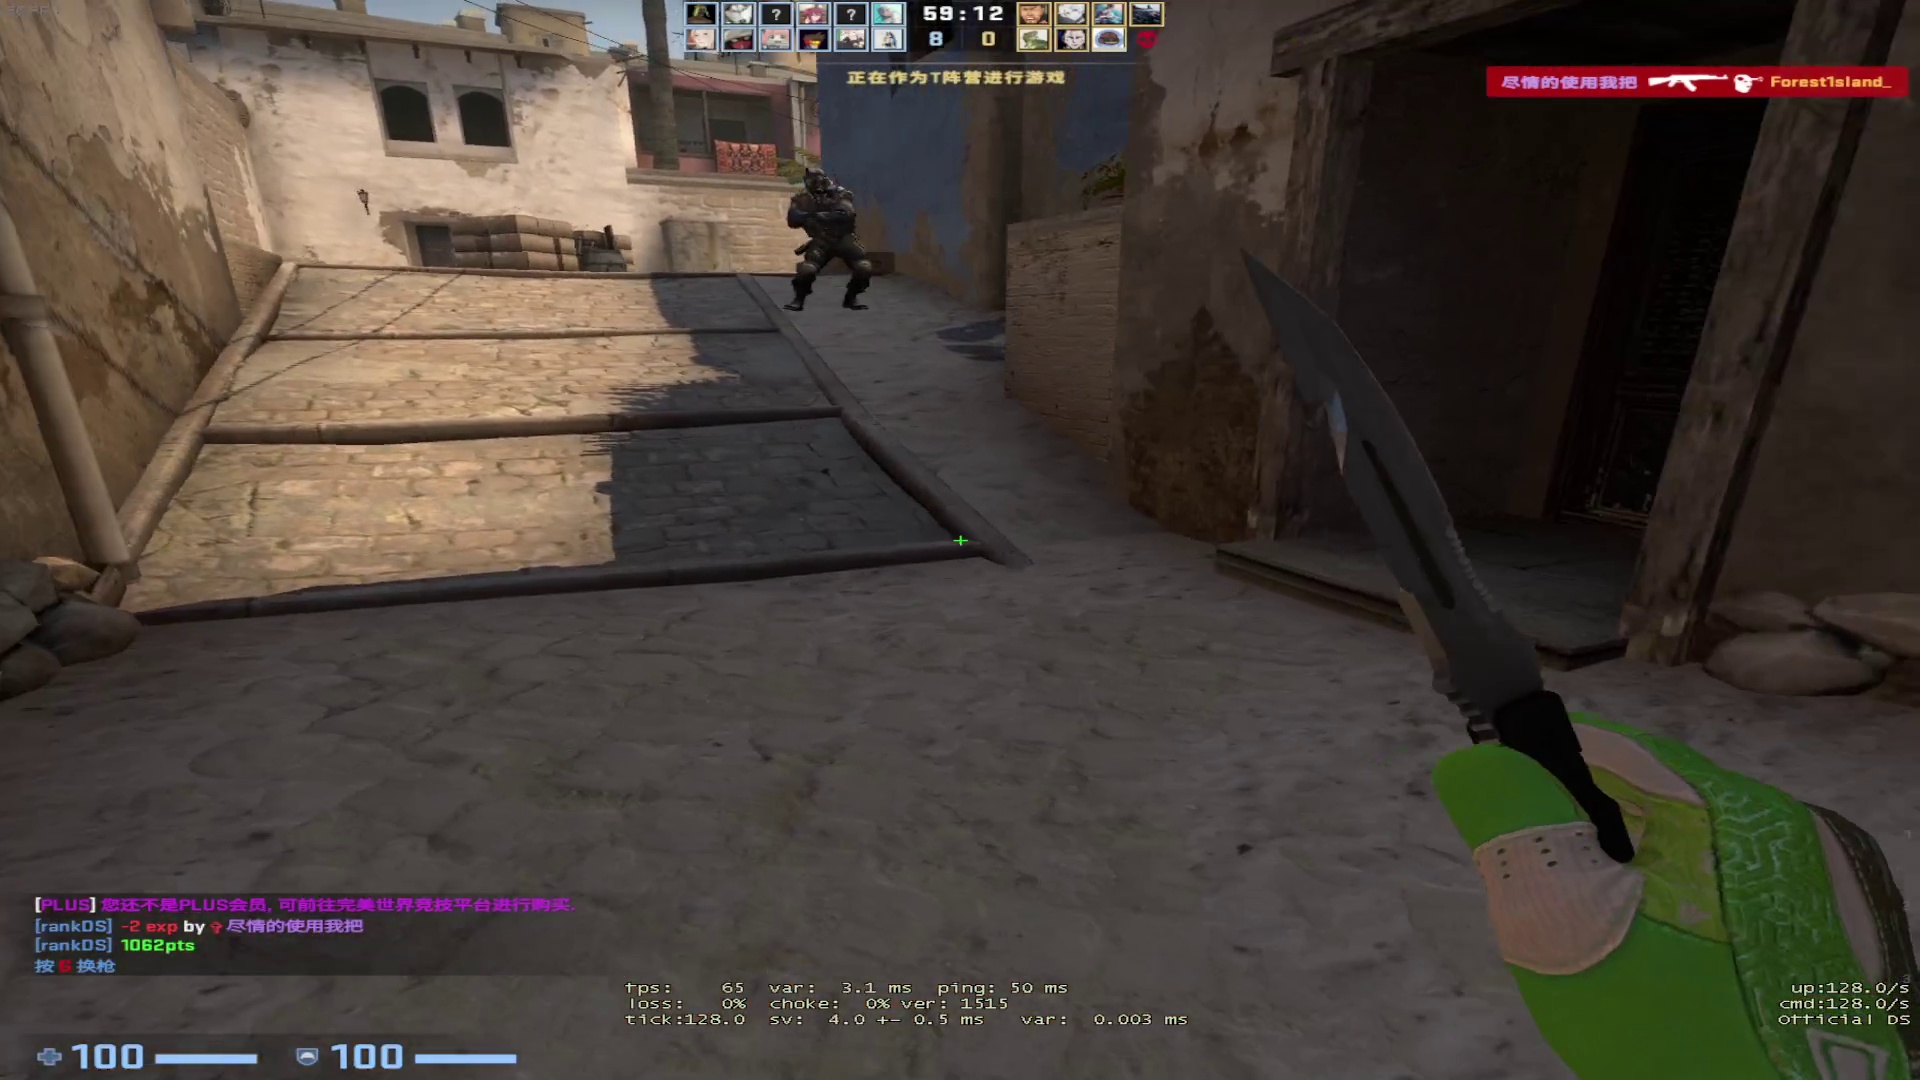 ?
?
59:12
8 0
正在作为T阵营进行游戏
尽情的使用我把 Forest1sland_
[PLUS] 您还不是PLUS会员, 可前往完美世界竞技平台进行购买.
[rankDS] -2 exp by 尽情的使用我把
[rankDS] 1062pts
按 G 换枪
fps: 65 var: 3.1 ms ping: 50 ms
loss: 0% choke: 0% ver: 1515
tick:128.0 sv: 4.0 +- 0.5 ms var: 0.003 ms
up:128.0/s
cmd:128.0/s
Official DS
100 100